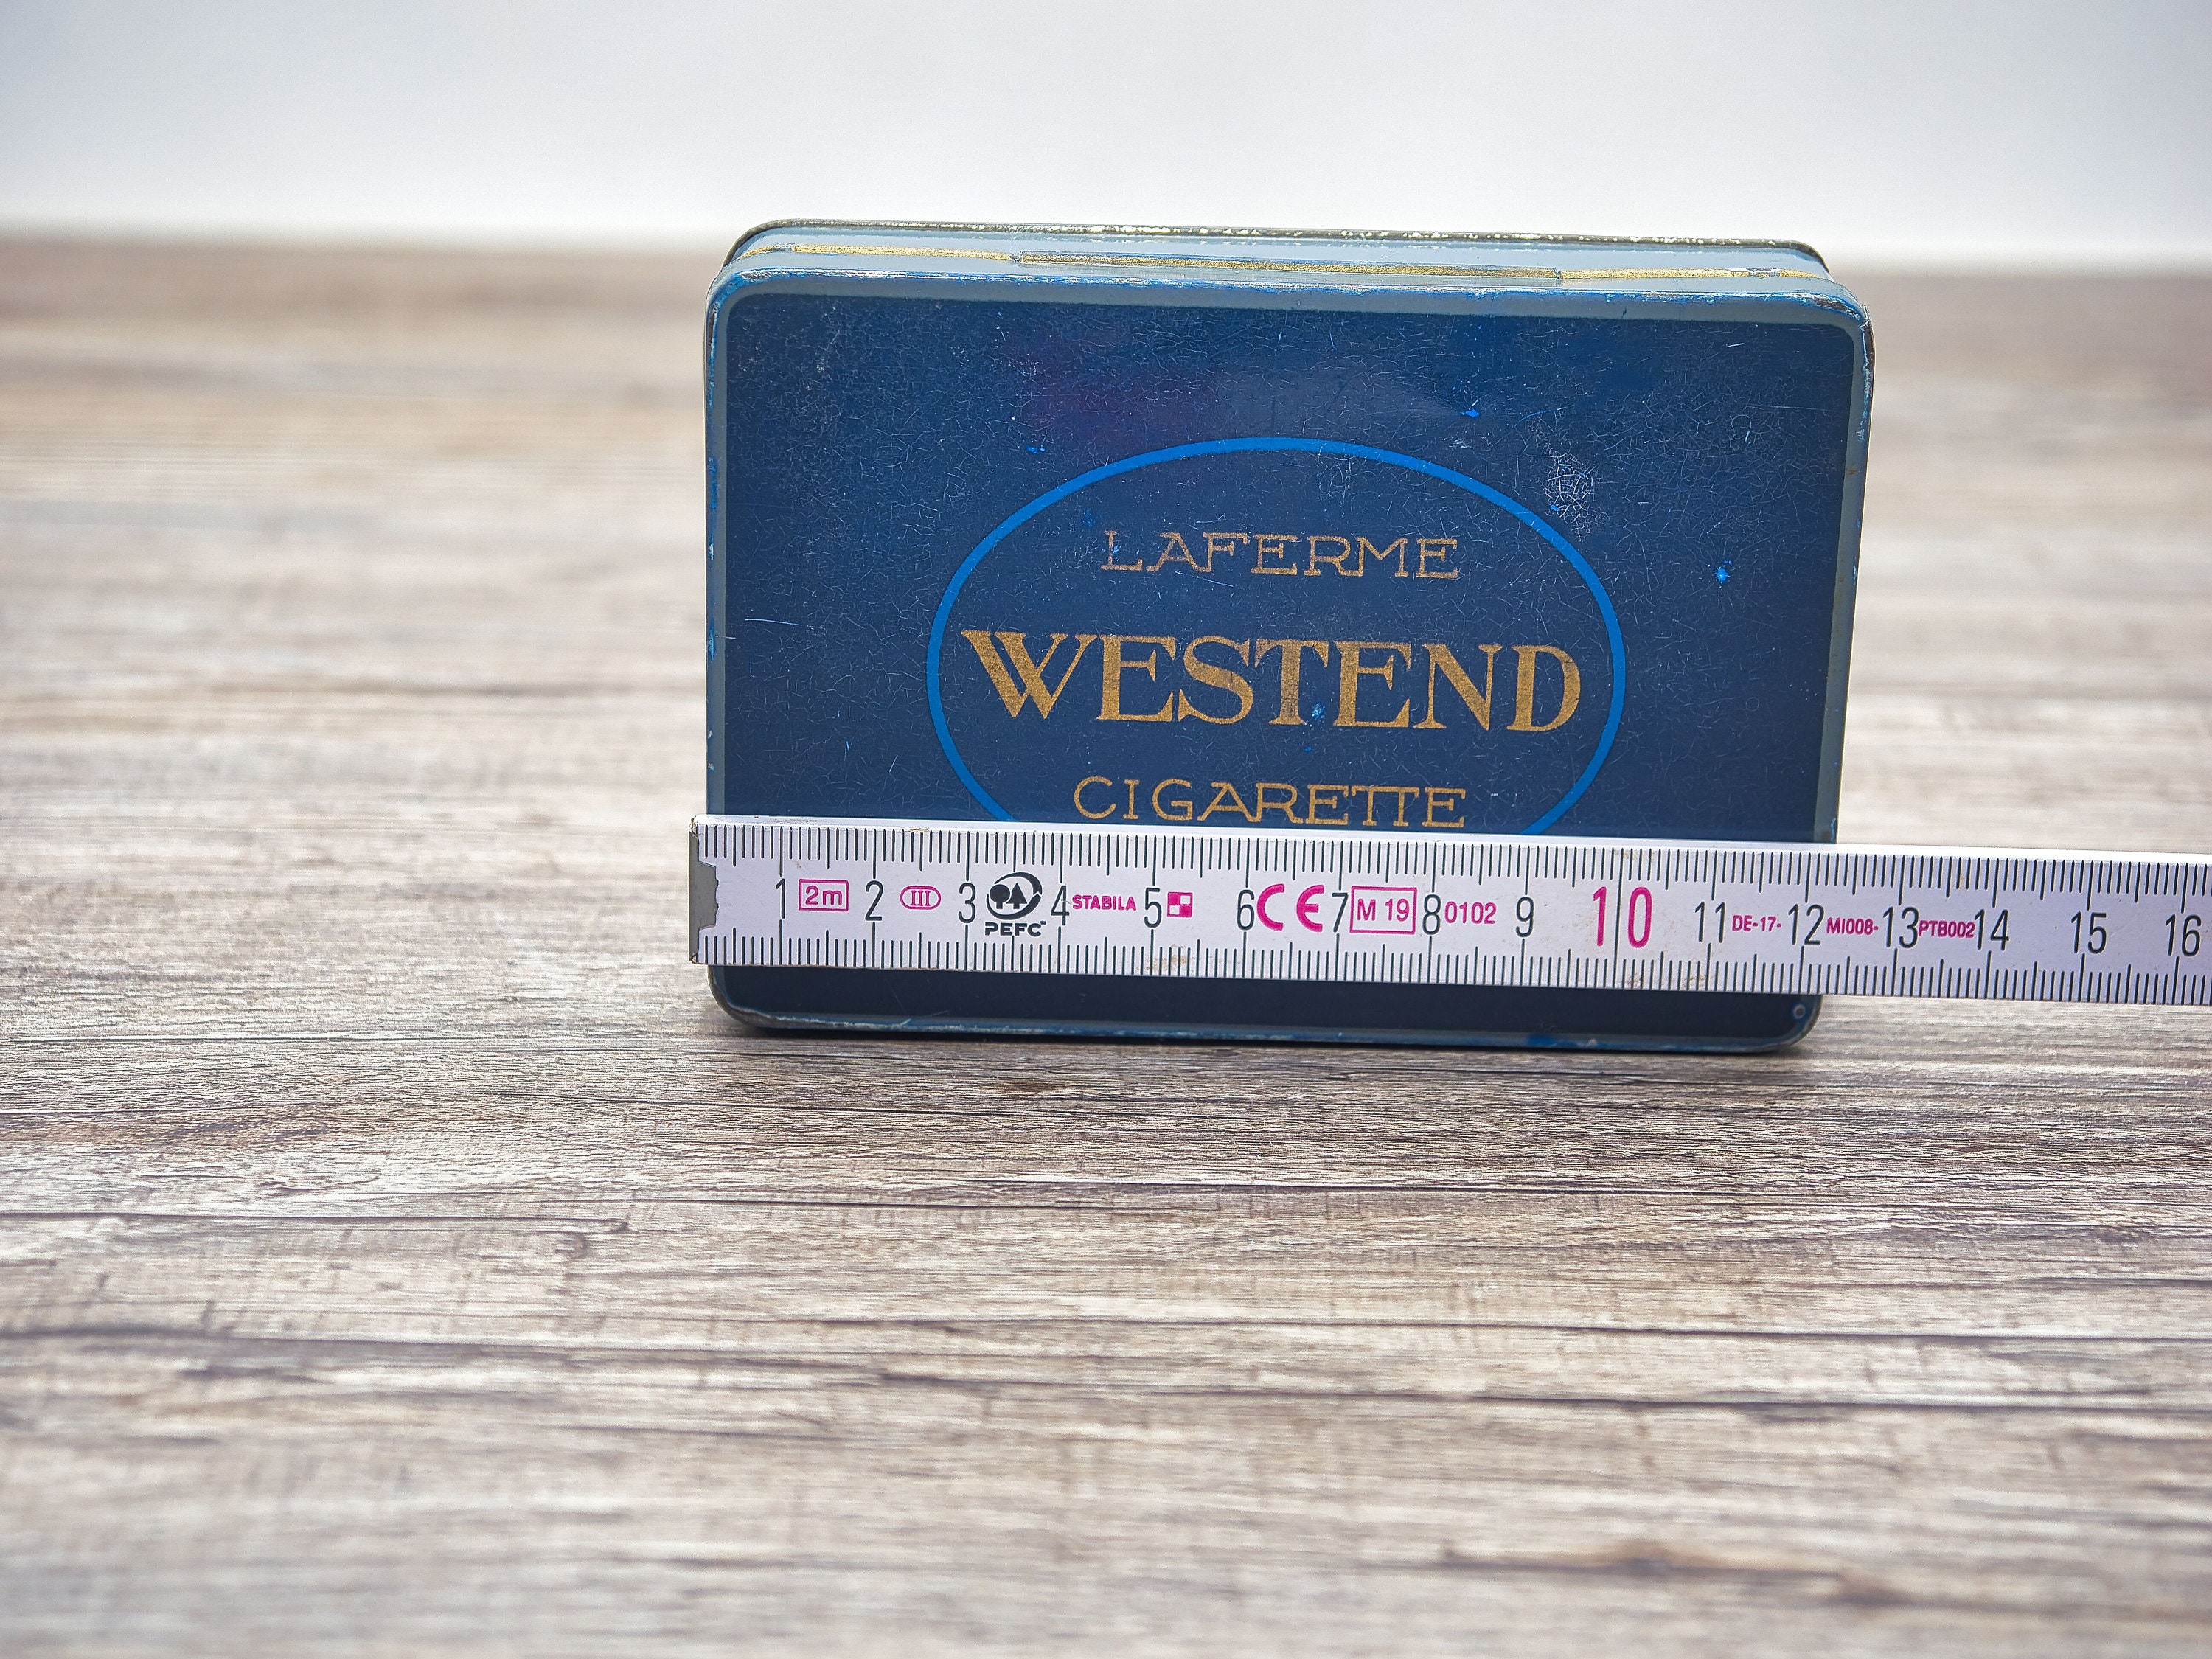 LAFERME
WESTEND
CIGARETTE
1 2m 2 III 3 PEFC 4 STABILA 5 6 CE 7 M 19 8 0102 9 10 11 DE-17- 12 MI008- 13 PTB002 14 15 16